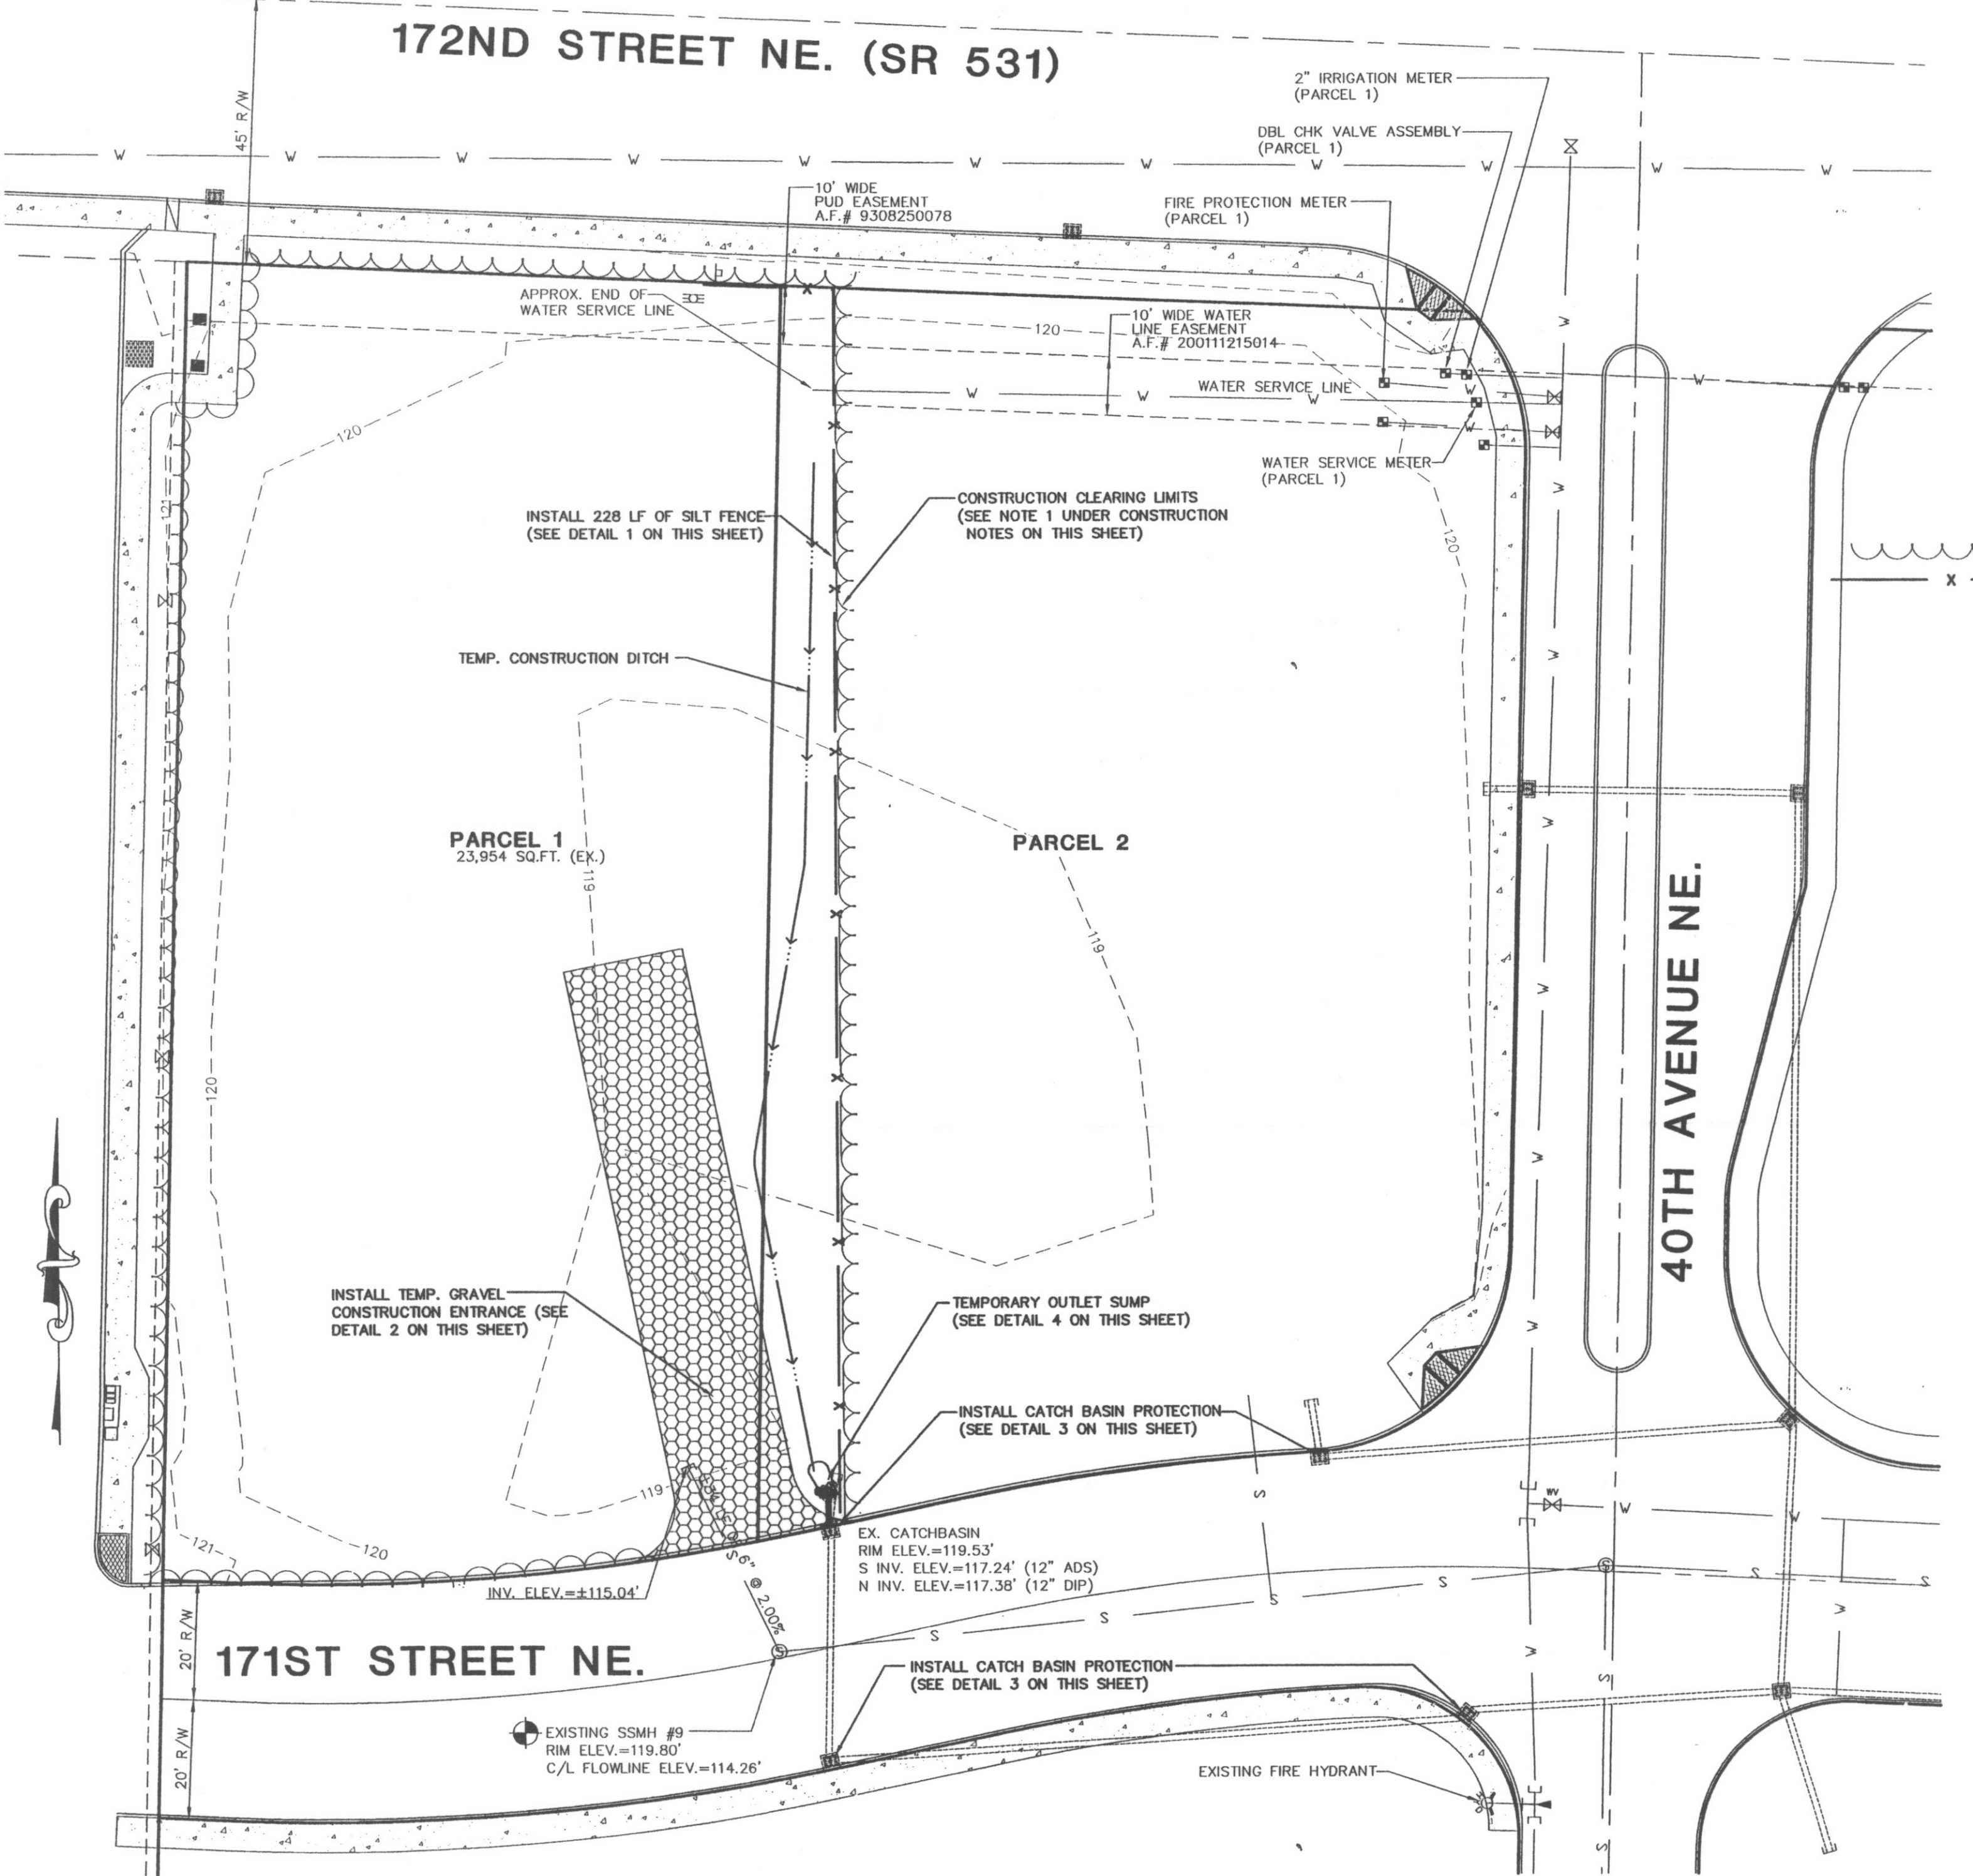 172ND STREET NE. (SR 531)
45' R/W
2" IRRIGATION METER
(PARCEL 1)
DBL CHK VALVE ASSEMBLY
(PARCEL 1)
W W W W W W W W W W W
10' WIDE
PUD EASEMENT
A.F.# 9308250078
FIRE PROTECTION METER
(PARCEL 1)
APPROX. END OF
WATER SERVICE LINE
120
10' WIDE WATER
LINE EASEMENT
A.F.# 200111215014
WATER SERVICE LINE
W W W W W W
120
WATER SERVICE METER
(PARCEL 1)
121
INSTALL 228 LF OF SILT FENCE
(SEE DETAIL 1 ON THIS SHEET)
CONSTRUCTION CLEARING LIMITS
(SEE NOTE 1 UNDER CONSTRUCTION
NOTES ON THIS SHEET)
120
X
TEMP. CONSTRUCTION DITCH
PARCEL 1
23,954 SQ.FT. (EX.)
119
PARCEL 2
119
40TH AVENUE NE.
120
INSTALL TEMP. GRAVEL
CONSTRUCTION ENTRANCE (SEE
DETAIL 2 ON THIS SHEET)
TEMPORARY OUTLET SUMP
(SEE DETAIL 4 ON THIS SHEET)
INSTALL CATCH BASIN PROTECTION
(SEE DETAIL 3 ON THIS SHEET)
119
121
120
WV
W W
6" @ 2.00%
EX. CATCHBASIN
RIM ELEV.=119.53'
S INV. ELEV.=117.24' (12" ADS)
N INV. ELEV.=117.38' (12" DIP)
INV. ELEV.=±115.04'
S S S S S S S
20' R/W
171ST STREET NE.
INSTALL CATCH BASIN PROTECTION
(SEE DETAIL 3 ON THIS SHEET)
20' R/W
EXISTING SSMH #9
RIM ELEV.=119.80'
C/L FLOWLINE ELEV.=114.26'
EXISTING FIRE HYDRANT